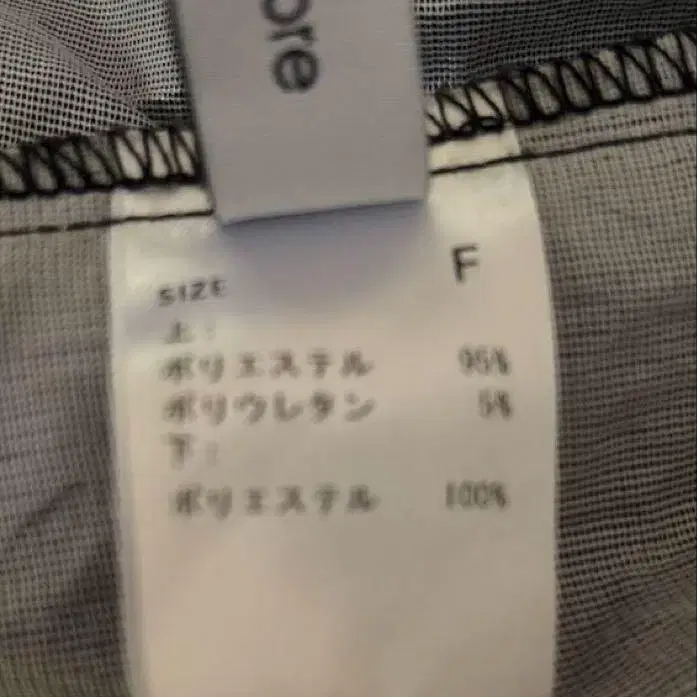 ore
SIZE F
上:
ポリエステル 95%
ポリウレタン 5%
下:
ポリエステル 100%